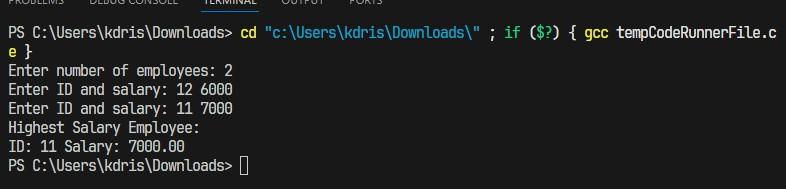 PROBLEMS DEBUG CONSOLE TERMINAL OUTPUT PORTS
PS C:\Users\kdris\Downloads> cd "c:\Users\kdris\Downloads\" ; if ($?) { gcc tempCodeRunnerFile.c
e }
Enter number of employees: 2
Enter ID and salary: 12 6000
Enter ID and salary: 11 7000
Highest Salary Employee:
ID: 11 Salary: 7000.00
PS C:\Users\kdris\Downloads>